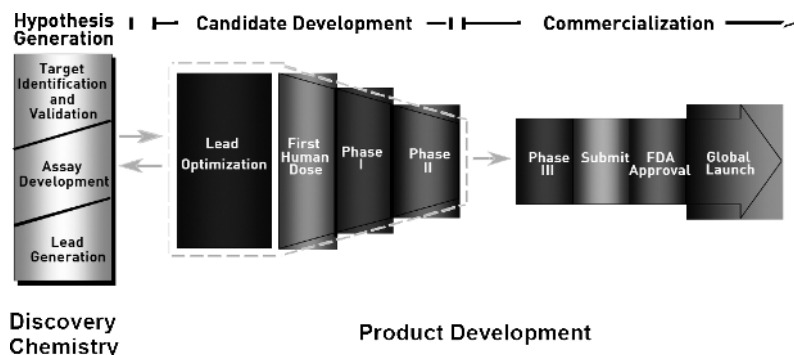 Hypothesis
Generation
Candidate Development
Commercialization
Target
Identification
and
Validation
Assay
Development
Lead
Generation
Lead
Optimization
First
Human
Dose
Phase
I
Phase
II
Phase
III
Submit
FDA
Approval
Global
Launch
Discovery
Chemistry
Product Development